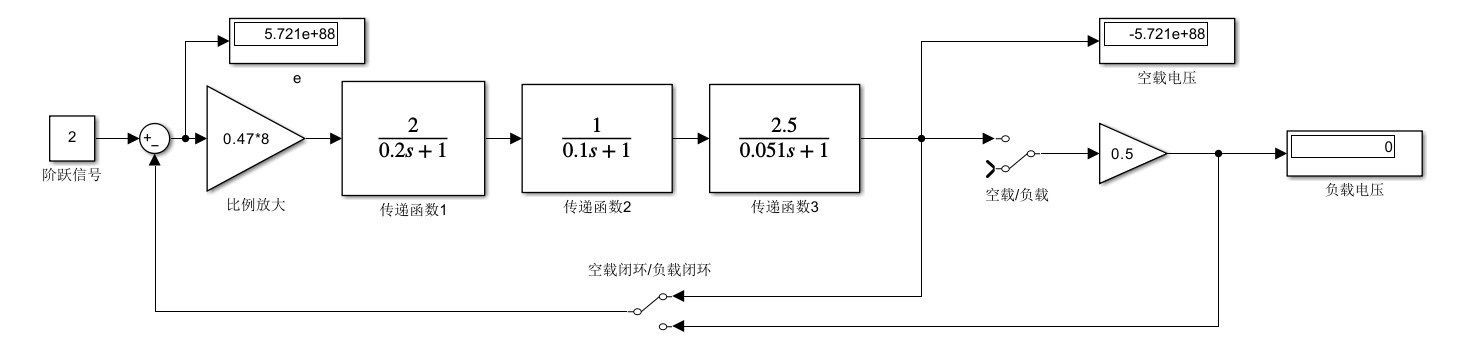 5.721e+88
e
-5.721e+88
空载电压
2
阶跃信号
+
−
0.47*8
比例放大
2
0.2s + 1
传递函数1
1
0.1s + 1
传递函数2
2.5
0.051s + 1
传递函数3
空载/负载
0.5
0
负载电压
空载闭环/负载闭环